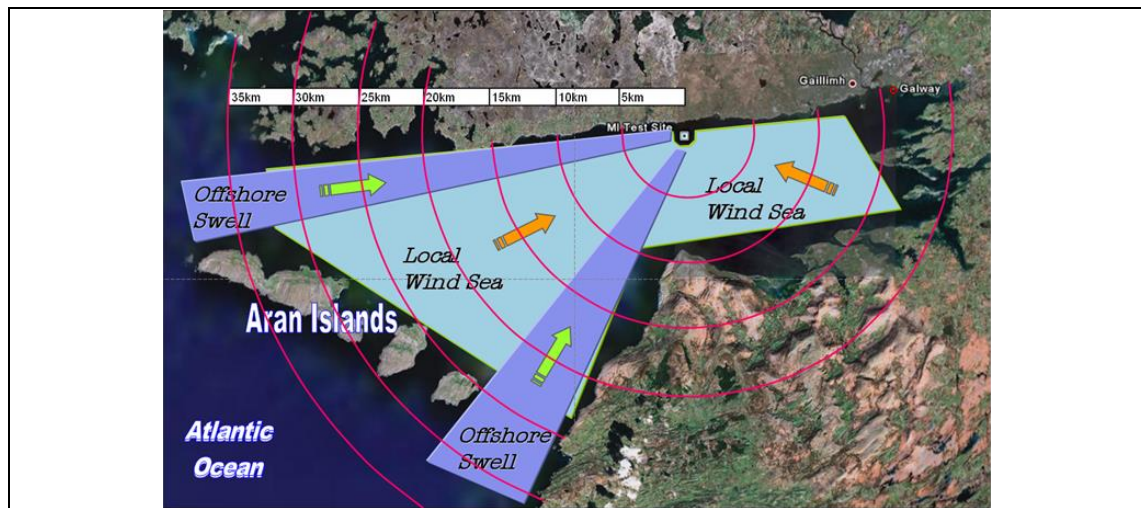 Gaillimh
Galway
35km 30km 25km 20km 15km 10km 5km
MI Test Site
Offshore
Swell
Local
Wind Sea
Local
Wind Sea
Aran Islands
Offshore
Swell
Atlantic
Ocean